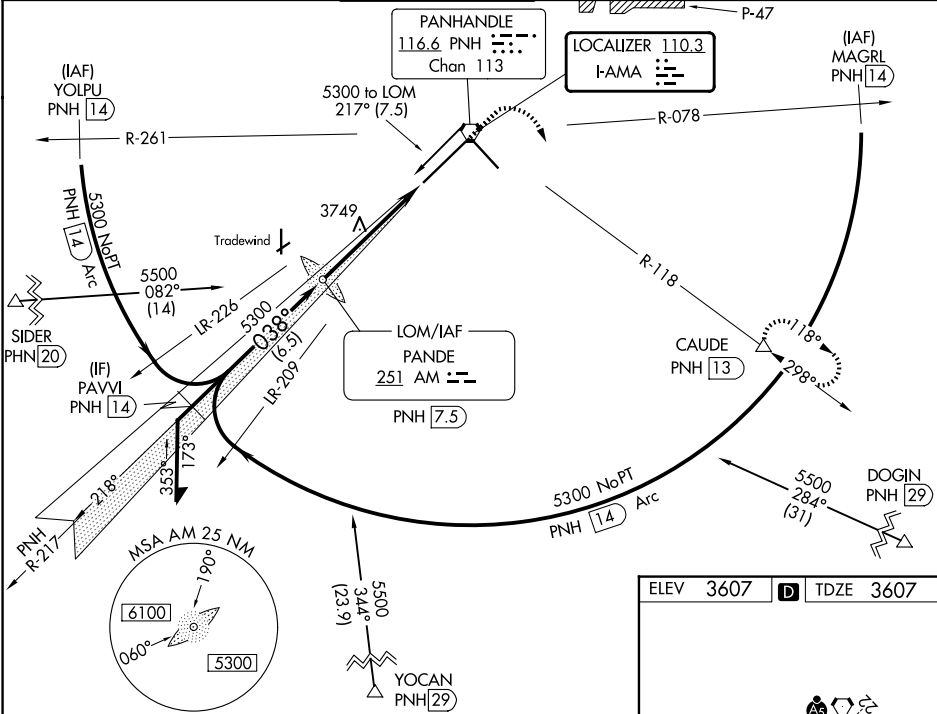 P-47
PANHANDLE
116.6 PNH
Chan 113
LOCALIZER 110.3
I-AMA
(IAF)
MAGRL
PNH 14
(IAF)
YOLPU
PNH 14
5300 to LOM
217° (7.5)
R-261
R-078
5300 NoPT
PNH 14 Arc
3749
Tradewind
R-118
5500
082°
(14)
SIDER
PHN 20
LR-226
5300
038°
(6.5)
LR-209
LOM/IAF
PANDE
251 AM
PNH 7.5
CAUDE
PNH 13
118°
298°
(IF)
PAVVI
PNH 14
353°
173°
218°
PNH
R-217
5300 NoPT
PNH 14 Arc
5500
284°
(31)
DOGIN
PNH 29
MSA AM 25 NM
190°
6100
060°
5300
5500
344°
(23.9)
YOCAN
PNH 29
ELEV 3607 D TDZE 3607
A5
22